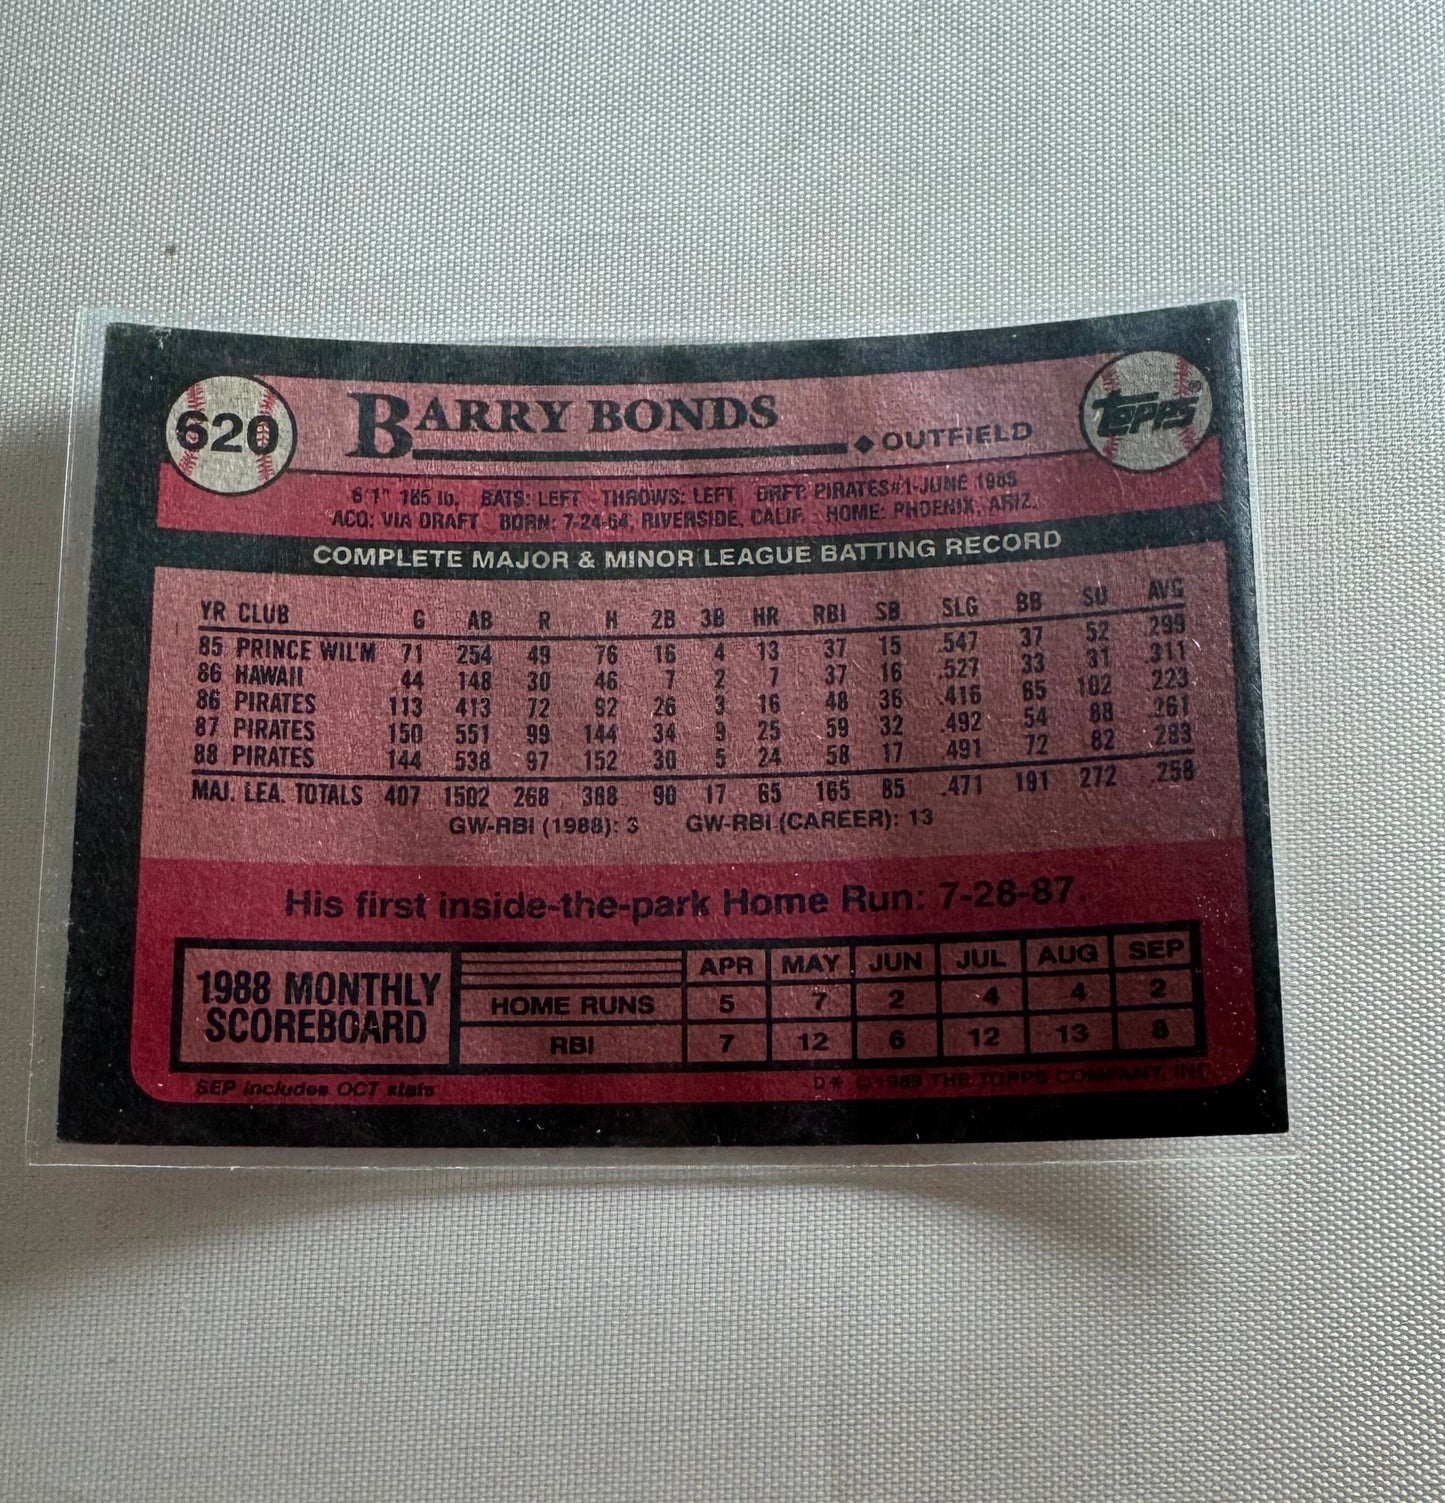 620 BARRY BONDS ◆ OUTFIELD Topps®
6'1" 185 lb. BATS: LEFT THROWS: LEFT DRFT: PIRATES #1-JUNE 1985
ACQ: VIA DRAFT BORN: 7-24-64, RIVERSIDE, CALIF. HOME: PHOENIX, ARIZ.
COMPLETE MAJOR & MINOR LEAGUE BATTING RECORD
YR CLUB G AB R H 2B 3B HR RBI SB SLG BB SO AVG
85 PRINCE WIL'M 71 254 49 76 16 4 13 37 15 .547 37 52 .299
86 HAWAII 44 148 30 46 7 2 7 37 16 .527 33 31 .311
86 PIRATES 113 413 72 92 26 3 16 48 36 .416 65 102 .223
87 PIRATES 150 551 99 144 34 9 25 59 32 .492 54 88 .261
88 PIRATES 144 538 97 152 30 5 24 58 17 .491 72 82 .283
MAJ. LEA. TOTALS 407 1502 268 388 90 17 65 165 85 .471 191 272 .258
GW-RBI (1988): 3 GW-RBI (CAREER): 13
His first inside-the-park Home Run: 7-28-87.
1988 MONTHLY
SCOREBOARD
APR MAY JUN JUL AUG SEP
HOME RUNS 5 7 2 4 4 2
RBI 7 12 6 12 13 8
SEP includes OCT stats
D* © 1989 THE TOPPS COMPANY, INC.